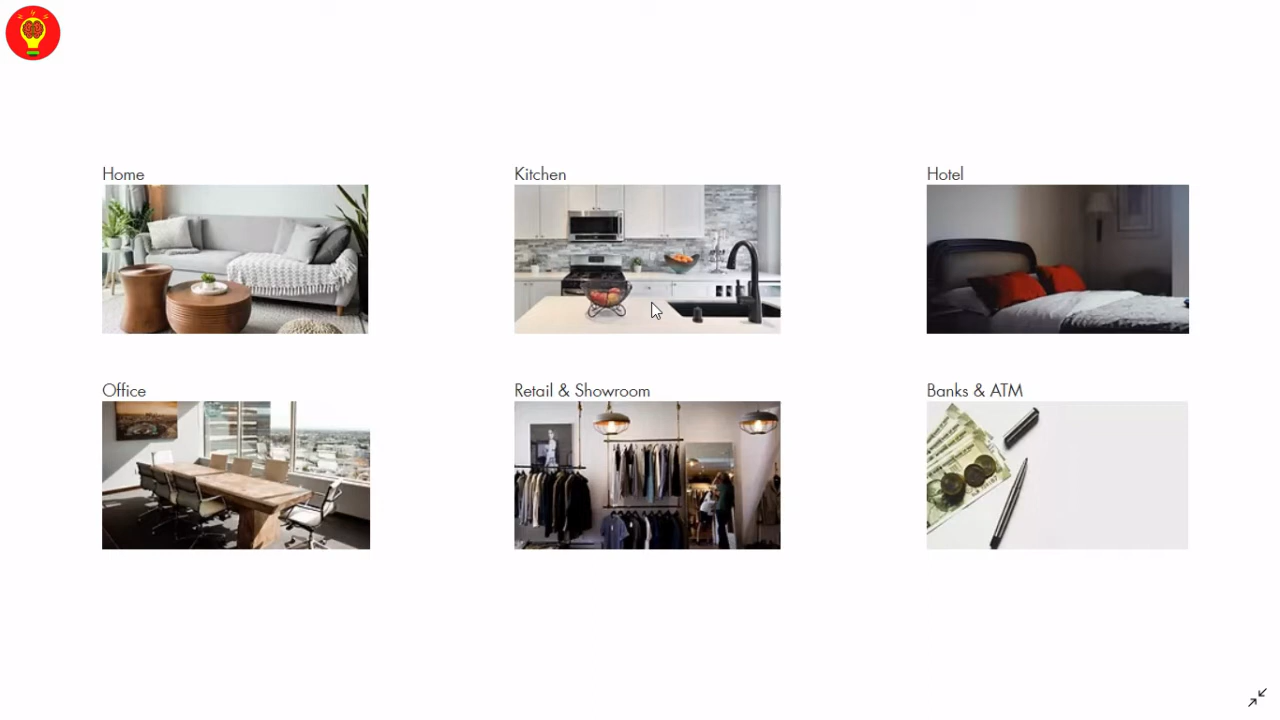 Home
Kitchen
Hotel
Office
Retail & Showroom
Banks & ATM